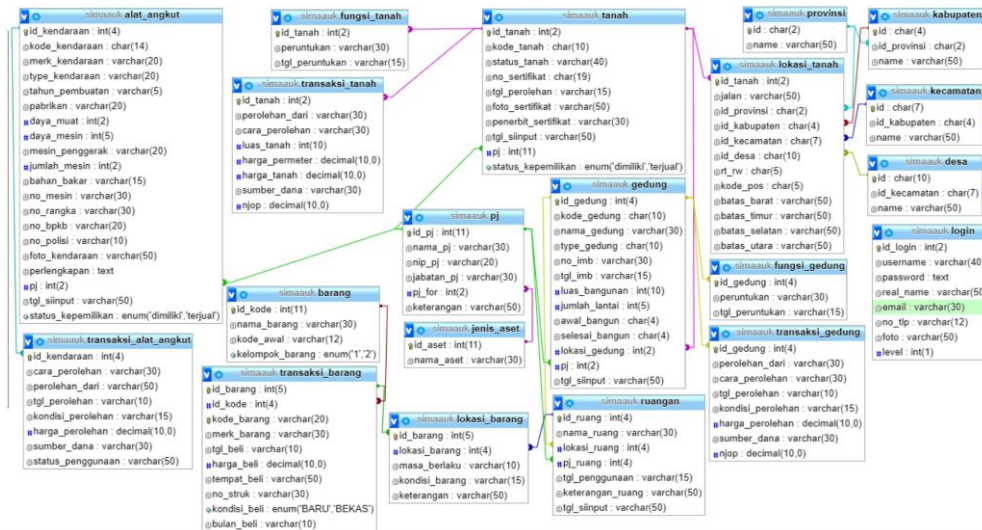 simaauk alat_angkut
id_kendaraan : int(4)
kode_kendaraan : char(14)
merk_kendaraan : varchar(20)
type_kendaraan : varchar(20)
tahun_pembuatan : varchar(5)
pabrikan : varchar(20)
daya_muat : int(2)
daya_mesin : int(5)
mesin_penggerak : varchar(20)
jumlah_mesin : int(2)
bahan_bakar : varchar(15)
no_mesin : varchar(30)
no_rangka : varchar(30)
no_bpkb : varchar(20)
no_polisi : varchar(10)
foto_kendaraan : varchar(50)
perlengkapan : text
pj : int(2)
tgl_siinput : varchar(50)
status_kepemilikan : enum('dimiliki','terjual')
simaauk transaksi_alat_angkut
id_kendaraan : int(4)
cara_perolehan : varchar(30)
perolehan_dari : varchar(50)
tgl_perolehan : varchar(10)
kondisi_perolehan : varchar(15)
harga_perolehan : decimal(10,0)
sumber_dana : varchar(30)
status_penggunaan : varchar(50)
simaauk fungsi_tanah
id_tanah : int(2)
peruntukan : varchar(30)
tgl_peruntukan : varchar(15)
simaauk transaksi_tanah
id_tanah : int(2)
perolehan_dari : varchar(30)
cara_perolehan : varchar(30)
luas_tanah : int(10)
harga_permeter : decimal(10,0)
harga_tanah : decimal(10,0)
sumber_dana : varchar(30)
njop : decimal(10,0)
simaauk barang
id_kode : int(11)
nama_barang : varchar(30)
kode_awal : varchar(12)
kelompok_barang : enum('1','2')
simaauk transaksi_barang
id_barang : int(5)
id_kode : int(4)
kode_barang : varchar(20)
merk_barang : varchar(30)
tgl_beli : varchar(10)
harga_beli : decimal(10,0)
tempat_beli : varchar(50)
no_struk : varchar(30)
kondisi_beli : enum('BARU','BEKAS')
bulan_beli : varchar(10)
simaauk tanah
id_tanah : int(2)
kode_tanah : char(10)
status_tanah : varchar(40)
no_sertifikat : char(19)
tgl_perolehan : varchar(15)
foto_sertifikat : varchar(50)
penerbit_sertifikat : varchar(30)
tgl_siinput : varchar(50)
pj : int(11)
status_kepemilikan : enum('dimiliki','terjual')
simaauk pj
id_pj : int(11)
nama_pj : varchar(30)
nip_pj : varchar(20)
jabatan_pj : varchar(30)
pj_for : int(2)
keterangan : varchar(50)
simaauk jenis_aset
id_aset : int(11)
nama_aset : varchar(30)
simaauk lokasi_barang
id_barang : int(5)
lokasi_barang : int(4)
masa_berlaku : varchar(10)
kondisi_barang : varchar(15)
keterangan : varchar(50)
simaauk gedung
id_gedung : int(4)
kode_gedung : char(10)
nama_gedung : varchar(30)
type_gedung : char(10)
no_imb : varchar(30)
tgl_imb : varchar(15)
luas_bangunan : int(10)
jumlah_lantai : int(5)
awal_bangun : char(4)
selesai_bangun : char(4)
lokasi_gedung : int(2)
pj : int(2)
tgl_siinput : varchar(50)
simaauk ruangan
id_ruang : int(4)
nama_ruang : varchar(30)
lokasi_ruang : int(4)
pj_ruang : int(4)
tgl_penggunaan : varchar(15)
keterangan_ruang : varchar(50)
tgl_siinput : varchar(50)
simaauk provinsi
id : char(2)
name : varchar(50)
simaauk lokasi_tanah
id_tanah : int(2)
jalan : varchar(50)
id_provinsi : char(2)
id_kabupaten : char(4)
id_kecamatan : char(7)
id_desa : char(10)
rt_rw : char(5)
kode_pos : char(5)
batas_barat : varchar(50)
batas_timur : varchar(50)
batas_selatan : varchar(50)
batas_utara : varchar(50)
simaauk fungsi_gedung
id_gedung : int(4)
peruntukan : varchar(30)
tgl_peruntukan : varchar(15)
simaauk transaksi_gedung
id_gedung : int(4)
perolehan_dari : varchar(30)
cara_perolehan : varchar(30)
tgl_perolehan : varchar(10)
kondisi_perolehan : varchar(15)
harga_perolehan : decimal(10,0)
sumber_dana : varchar(30)
njop : decimal(10,0)
simaauk kabupaten
id : char(4)
id_provinsi : char(2)
name : varchar(50)
simaauk kecamatan
id : char(7)
id_kabupaten : char(4)
name : varchar(50)
simaauk desa
id : char(10)
id_kecamatan : char(7)
name : varchar(50)
simaauk login
id_login : int(2)
username : varchar(40
password : text
real_name : varchar(50
email : varchar(30)
no_tlp : varchar(12)
foto : varchar(50)
level : int(1)